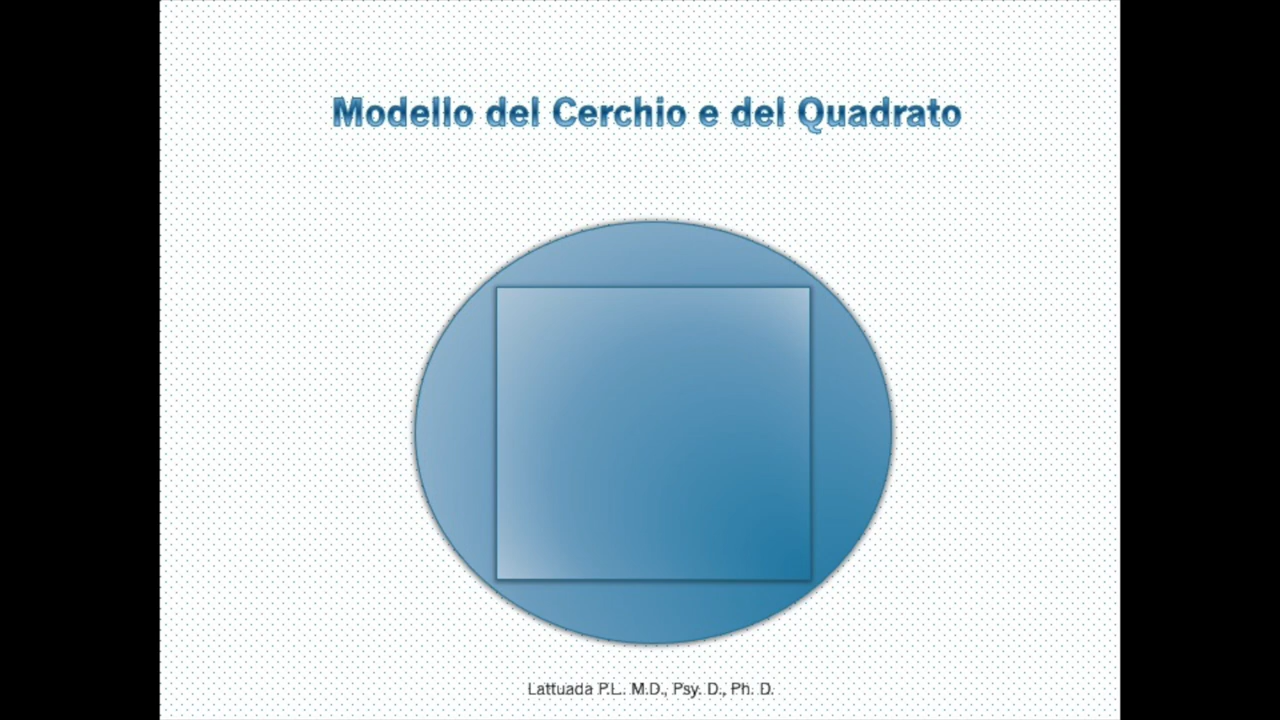 Modello del Cerchio e del Quadrato
Lattuada P.L. M.D., Psy. D., Ph. D.